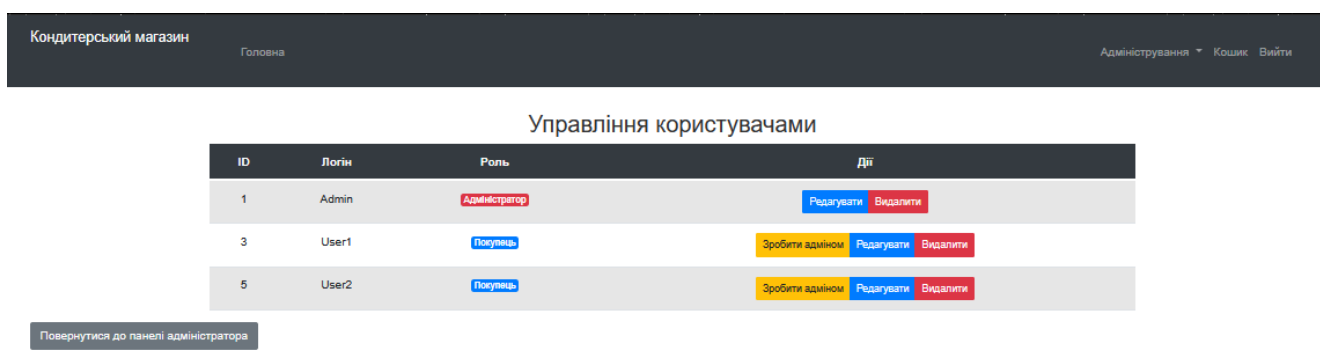 Кондитерський магазин Головна Адміністрування Кошик Вийти
Управління користувачами
ID Логін Роль Дії
1 Admin Адміністратор Редагувати Видалити
3 User1 Покупець Зробити адміном Редагувати Видалити
5 User2 Покупець Зробити адміном Редагувати Видалити
Повернутися до панелі адміністратора